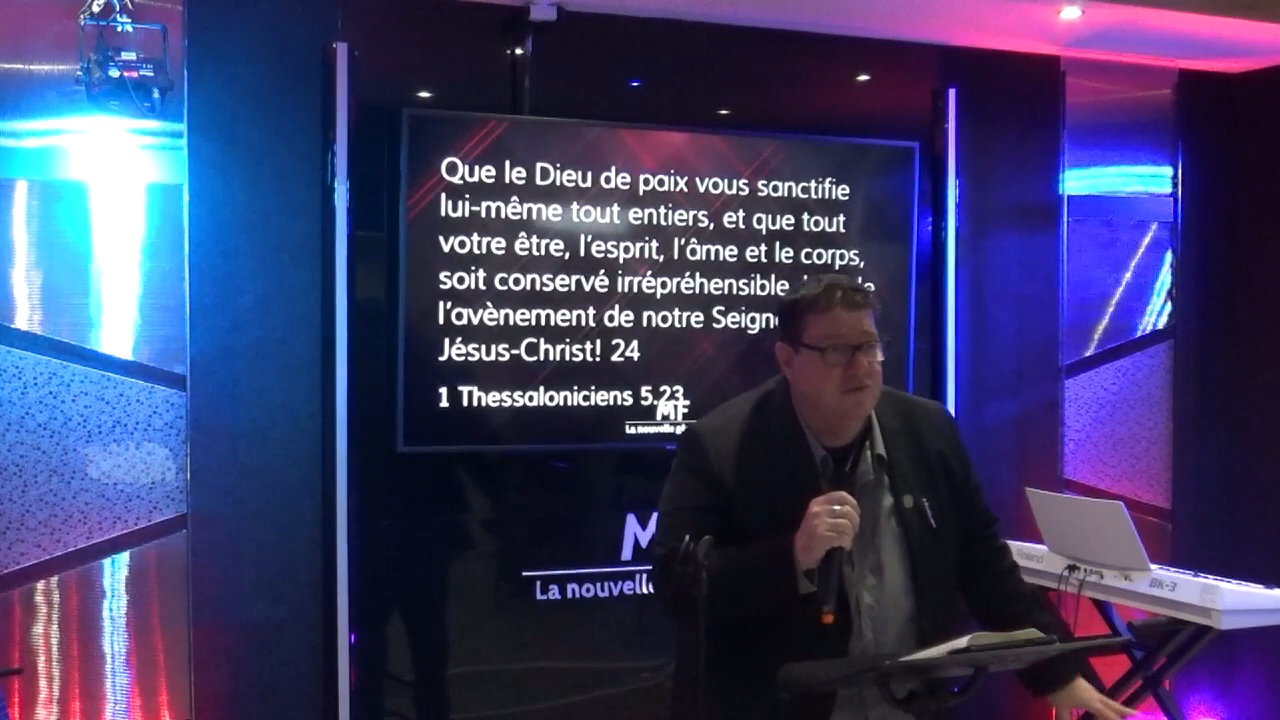 Que le Dieu de paix vous sanctifie
lui-même tout entiers, et que tout
votre être, l'esprit, l'âme et le corps,
soit conservé irrépréhensible
l'avènement de notre
Jésus-Christ! 24
1 Thessaloniciens 5.23
MF
La nouvelle
La nouvelle
Roland
BK-3